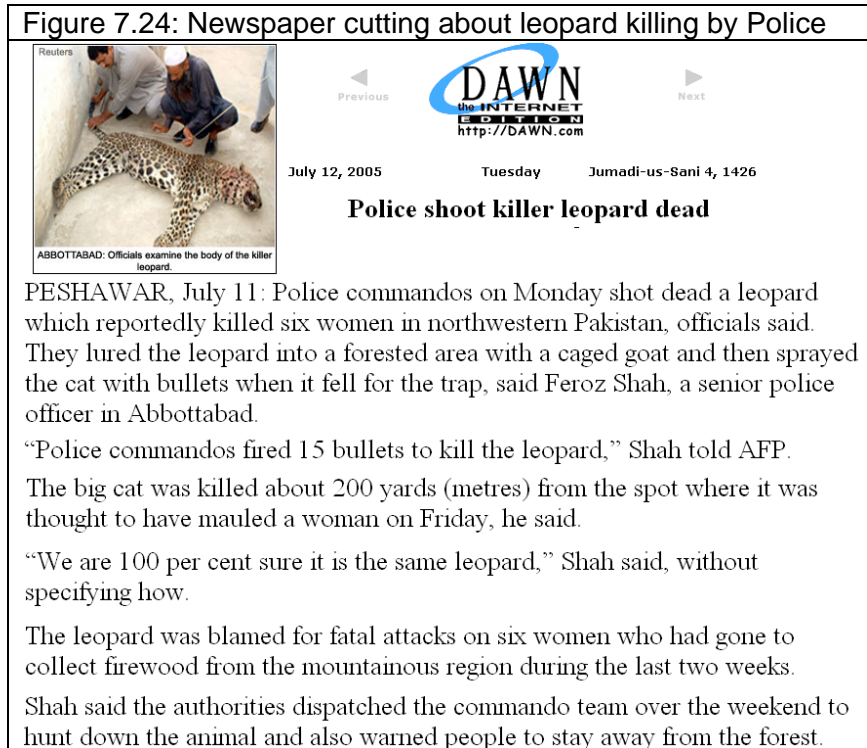 Figure 7.24: Newspaper cutting about leopard killing by Police
Reuters
ABBOTTABAD: Officials examine the body of the killer
leopard.
Previous
DAWN
the INTERNET
EDITION
http://DAWN.com
Next
July 12, 2005 Tuesday Jumadi-us-Sani 4, 1426
Police shoot killer leopard dead
PESHAWAR, July 11: Police commandos on Monday shot dead a leopard
which reportedly killed six women in northwestern Pakistan, officials said.
They lured the leopard into a forested area with a caged goat and then sprayed
the cat with bullets when it fell for the trap, said Feroz Shah, a senior police
officer in Abbottabad.
“Police commandos fired 15 bullets to kill the leopard,” Shah told AFP.
The big cat was killed about 200 yards (metres) from the spot where it was
thought to have mauled a woman on Friday, he said.
“We are 100 per cent sure it is the same leopard,” Shah said, without
specifying how.
The leopard was blamed for fatal attacks on six women who had gone to
collect firewood from the mountainous region during the last two weeks.
Shah said the authorities dispatched the commando team over the weekend to
hunt down the animal and also warned people to stay away from the forest.